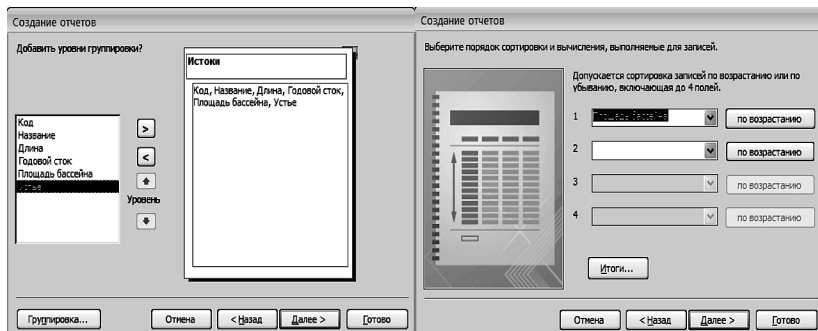 Создание отчетов
Добавить уровни группировки?
Код
Название
Длина
Годовой сток
Площадь бассейна
Устье
>
<
Уровень
Истоки
Код, Название, Длина, Годовой сток,
Площадь бассейна, Устье
Группировка...
Отмена
< Назад
Далее >
Готово
Создание отчетов
Выберите порядок сортировки и вычисления, выполняемые для записей.
Допускается сортировка записей по возрастанию или по
убыванию, включающая до 4 полей.
1 Площадь бассейна по возрастанию
2 по возрастанию
3 по возрастанию
4 по возрастанию
Итоги...
Отмена
< Назад
Далее >
Готово